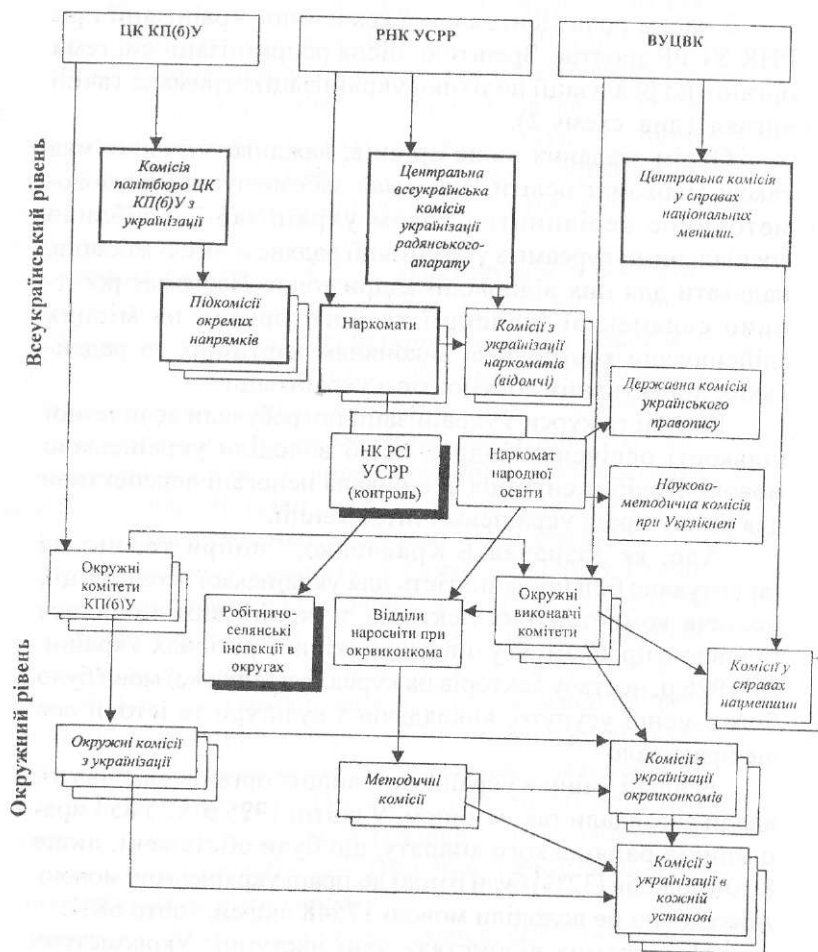 ЦК КП(б)У
РНК УСРР
ВУЦВК
Всеукраїнський рівень
Комісія
політбюро ЦК
КП(б)У з
українізації
Центральна
всеукраїнська
комісія
українізації
радянського-
апарату
Центральна комісія
у справах
національних
меншин.
Підкомісії
окремих
напрямків
Наркомати
Комісії з
українізації
наркоматів
(відомчі)
Державна комісія
українського
правопису
НК РСІ
УСРР
(контроль)
Наркомат
народної
освіти
Науково-
методична комісія
при Укрлікнепі
Окружний рівень
Окружні
комітети
КП(б)У
Робітничо-
селянські
інспекції в
округах
Відділи
наросвіти при
окрвиконкома
Окружні
виконавчі
комітети
Комісії у
справах
нацменшин
Окружні комісії
з українізації
Методичні
комісії
Комісії з
українізації
окрвиконкомів
Комісії з
українізації в
кожній
установі